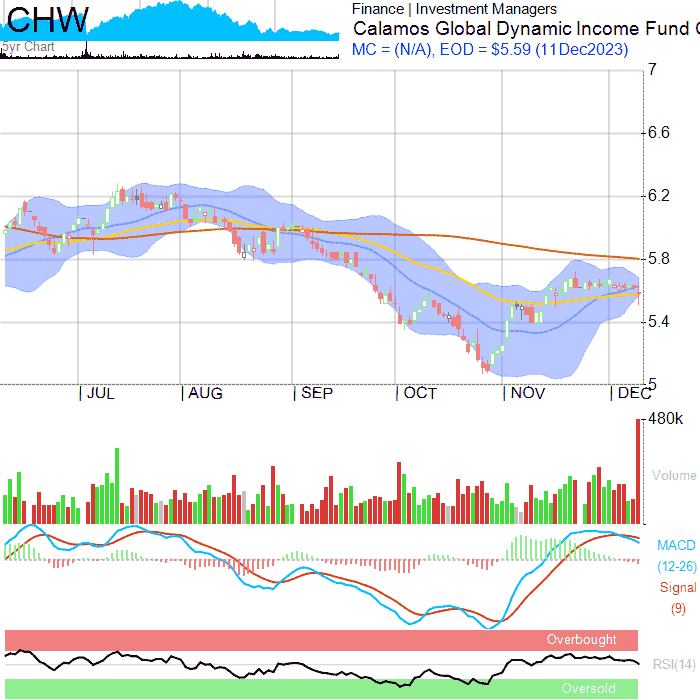 CHW
5yr Chart
Finance | Investment Managers
Calamos Global Dynamic Income Fund
MC = (N/A), EOD = $5.59 (11Dec2023)
7
6.6
6.2
5.8
5.4
5
|JUL |AUG |SEP |OCT |NOV |DEC
480k
Volume
MACD
(12-26)
Signal
(9)
Overbought
RSI(14)
Oversold